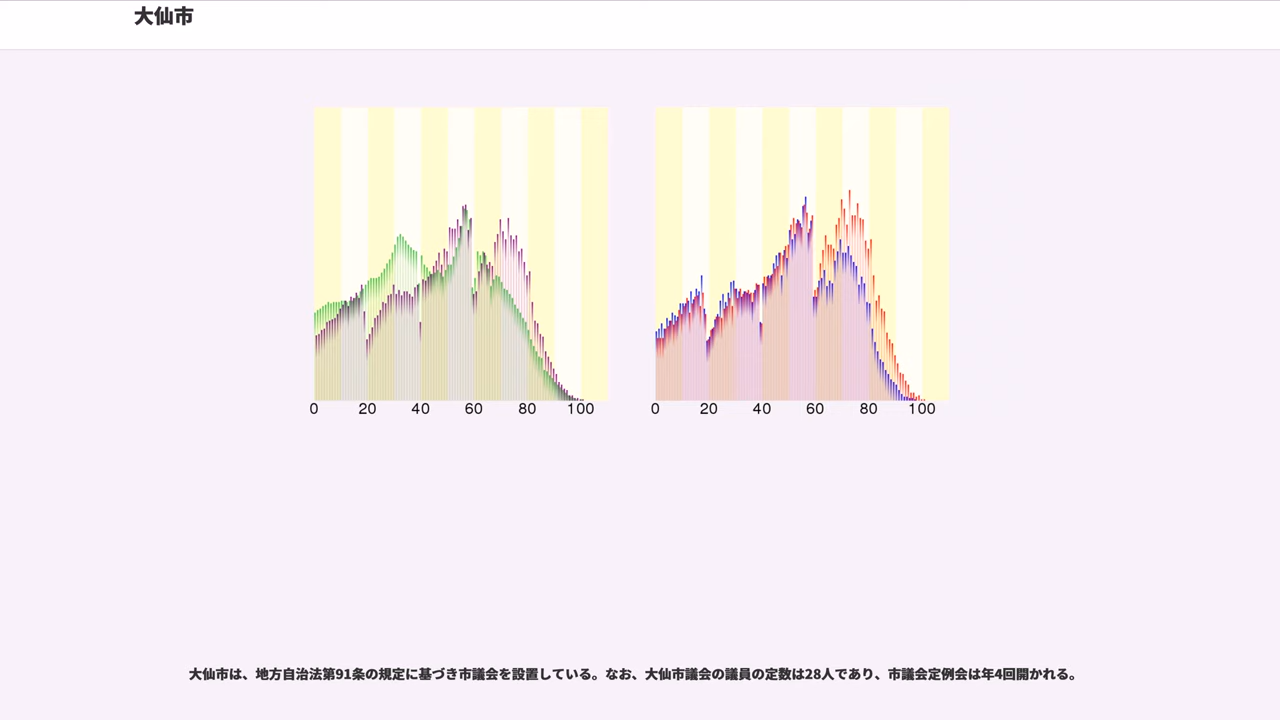 大仙市
0 20 40 60 80 100
0 20 40 60 80 100
大仙市は、地方自治法第91条の規定に基づき市議会を設置している。なお、大仙市議会の議員の定数は28人であり、市議会定例会は年4回開かれる。